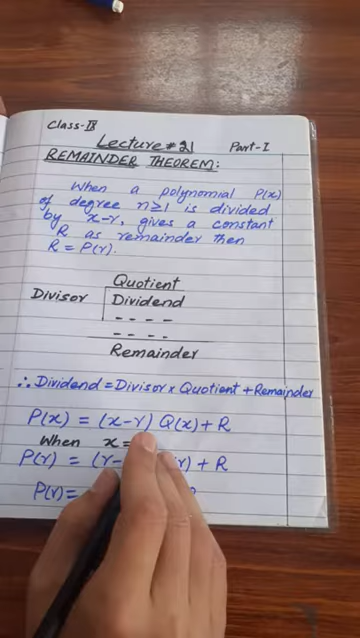 Class-IX
Lecture # 21 Part-I
REMAINDER THEOREM:
When a polynomial P(x)
of degree n≥1 is divided
by x-r, gives a constant
R as remainder then
R = P(r).
Quotient
Divisor Dividend
- - - -
- - - -
Remainder
∴ Dividend = Divisor x Quotient + Remainder
P(x) = (x-r) Q(x) + R
When x=
P(r) = (r- r) + R
P(r)=